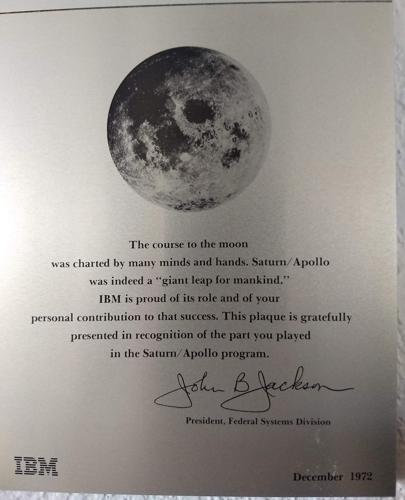 The course to the moon
was charted by many minds and hands. Saturn/Apollo
was indeed a "giant leap for mankind."
IBM is proud of its role and of your
personal contribution to that success. This plaque is gratefully
presented in recognition of the part you played
in the Saturn/Apollo program.
John B Jackson
President, Federal Systems Division
IBM
December 1972